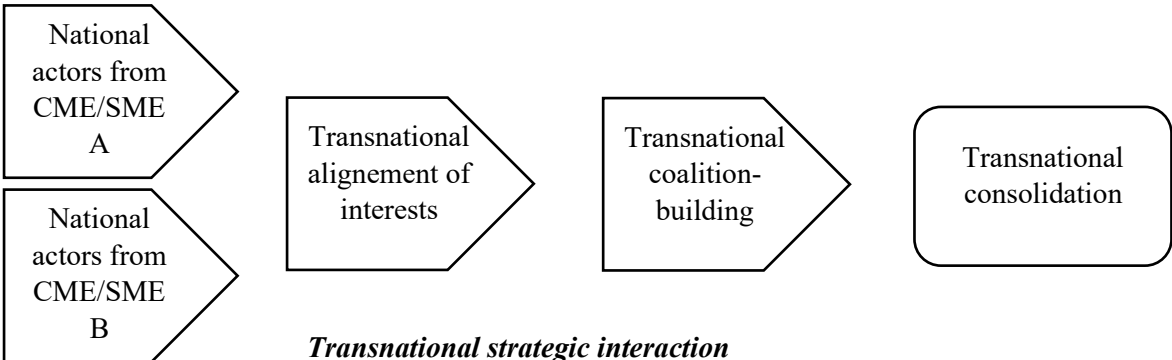 National
actors from
CME/SME
A
National
actors from
CME/SME
B
Transnational
alignement of
interests
Transnational
coalition-
building
Transnational
consolidation
Transnational strategic interaction